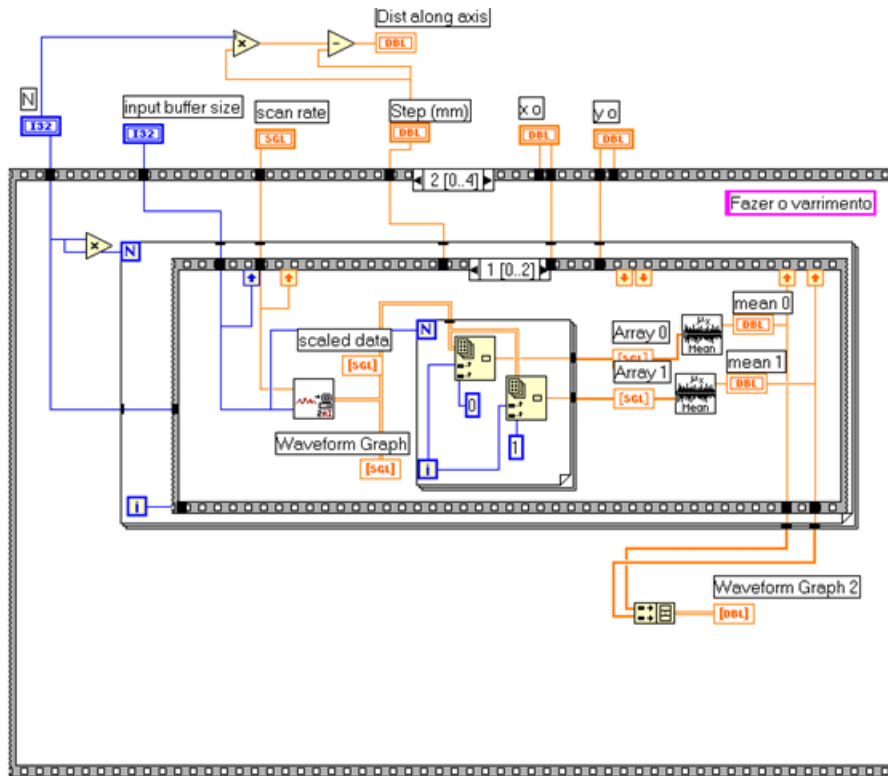 Dist along axis
DBL
N
input buffer size
scan rate
Step (mm)
x o
y o
I32
I32
SGL
DBL
DBL
DBL
2 [0..4]
Fazer o varrimento
N
1 [0..2]
mean 0
scaled data
N
Array 0
µx
DBL
[SGL]
[SGL]
Mean
Array 1
mean 1
0
µx
DBL
[SGL]
Mean
Waveform Graph
1
[SGL]
i
i
Waveform Graph 2
[DBL]